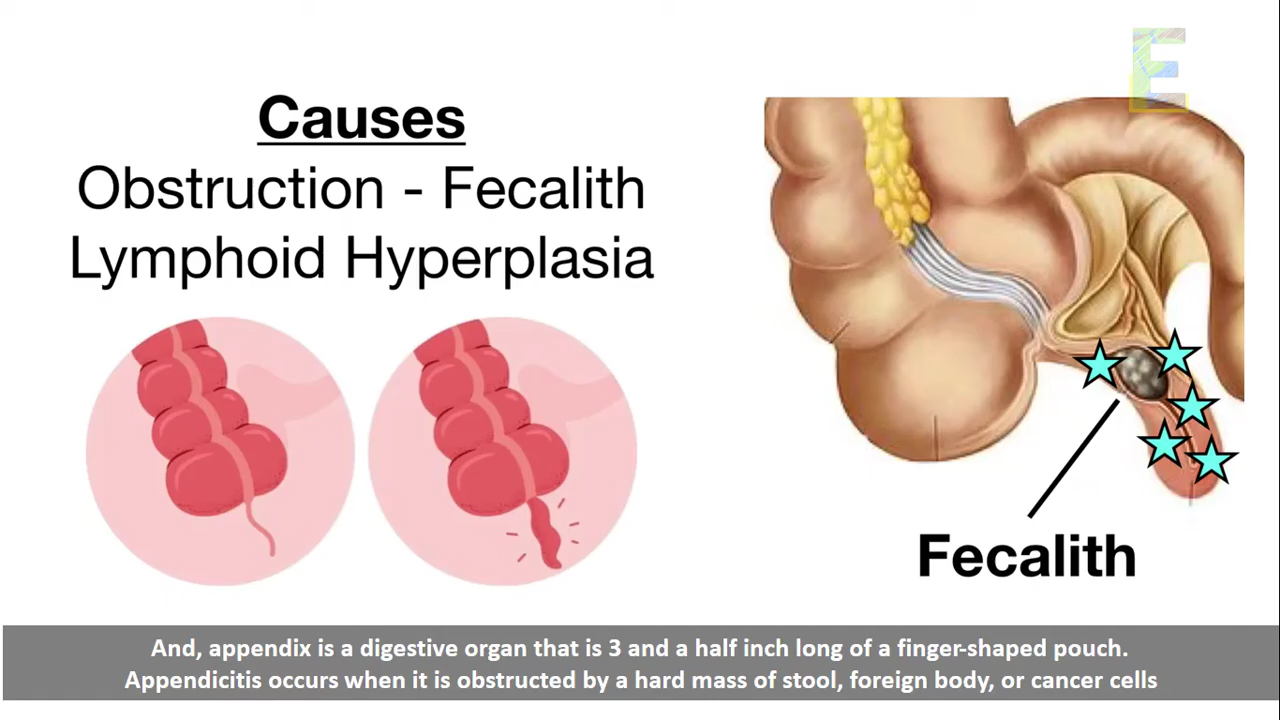 E
Causes
Obstruction - Fecalith
Lymphoid Hyperplasia
Fecalith
And, appendix is a digestive organ that is 3 and a half inch long of a finger-shaped pouch.
Appendicitis occurs when it is obstructed by a hard mass of stool, foreign body, or cancer cells